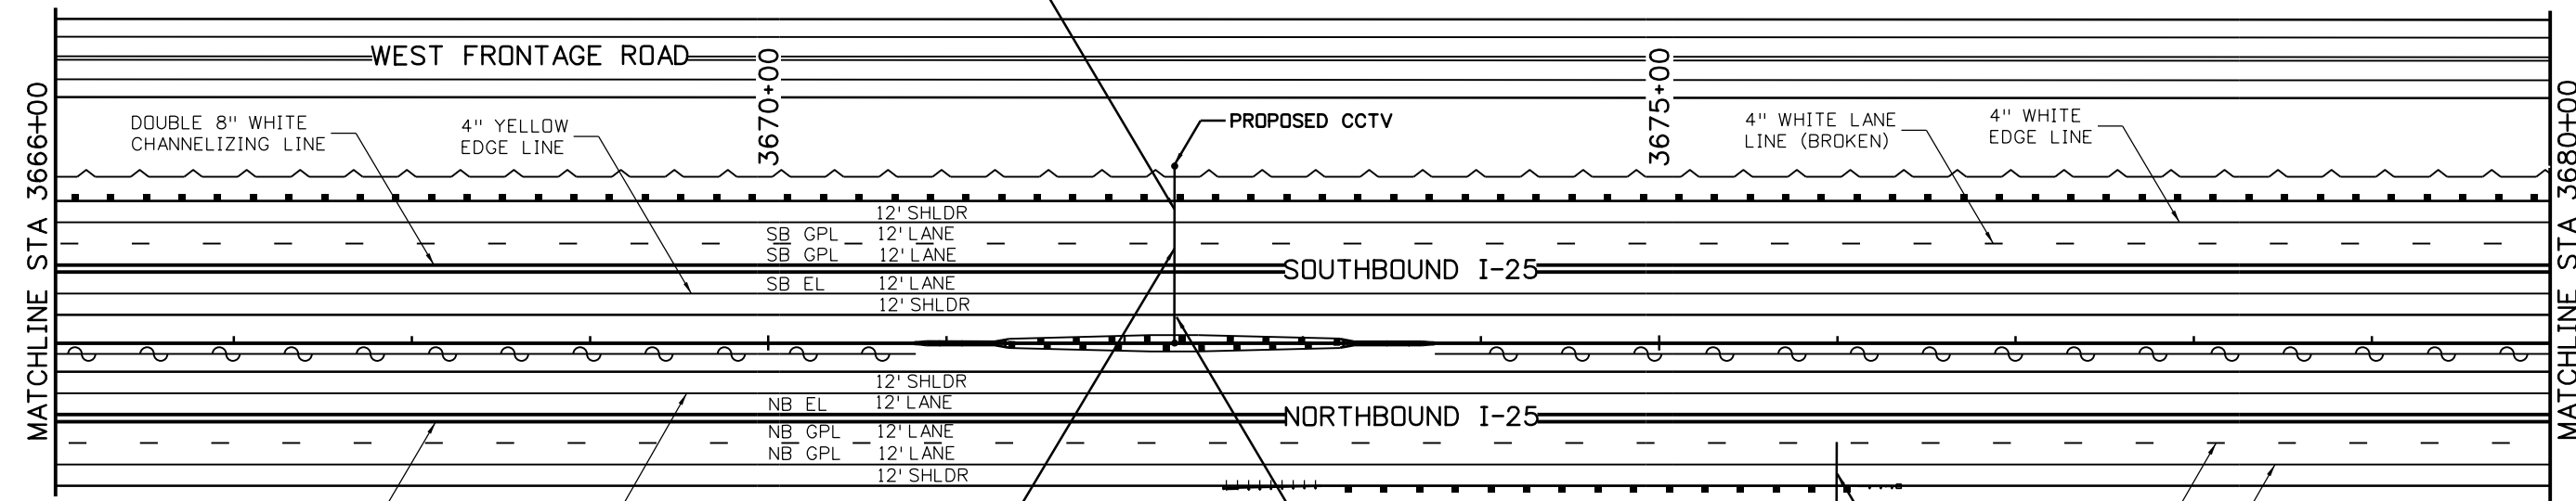 WEST FRONTAGE ROAD
3670+00
3675+00
MATCHLINE STA 3666+00
MATCHLINE STA 3680+00
DOUBLE 8" WHITE
CHANNELIZING LINE
4" YELLOW
EDGE LINE
PROPOSED CCTV
4" WHITE LANE
LINE (BROKEN)
4" WHITE
EDGE LINE
12' SHLDR
SB GPL 12' LANE
SB GPL 12' LANE
SOUTHBOUND I-25
SB EL 12' LANE
12' SHLDR
12' SHLDR
NB EL 12' LANE
NORTHBOUND I-25
NB GPL 12' LANE
NB GPL 12' LANE
12' SHLDR